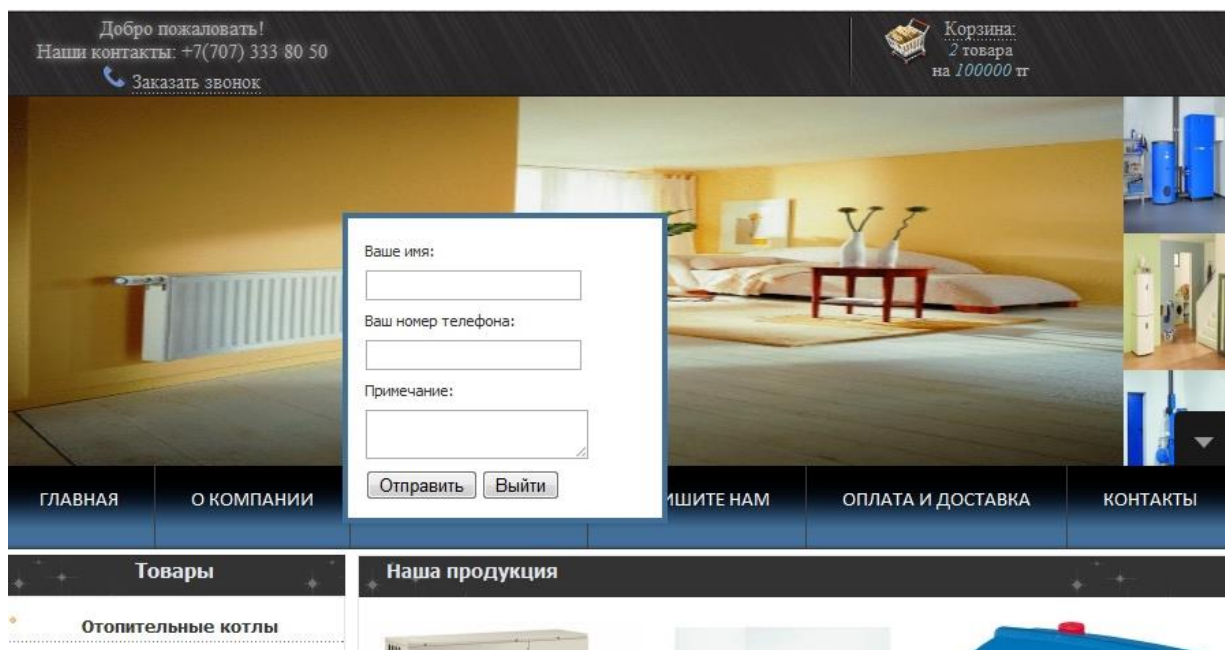 Добро пожаловать!
Наши контакты: +7(707) 333 80 50
Заказать звонок
Корзина:
2 товара
на 100000 тг
Ваше имя:
Ваш номер телефона:
Примечание:
Отправить Выйти
ГЛАВНАЯ О КОМПАНИИ НАМ ОПЛАТА И ДОСТАВКА КОНТАКТЫ
Товары
Наша продукция
Отопительные котлы